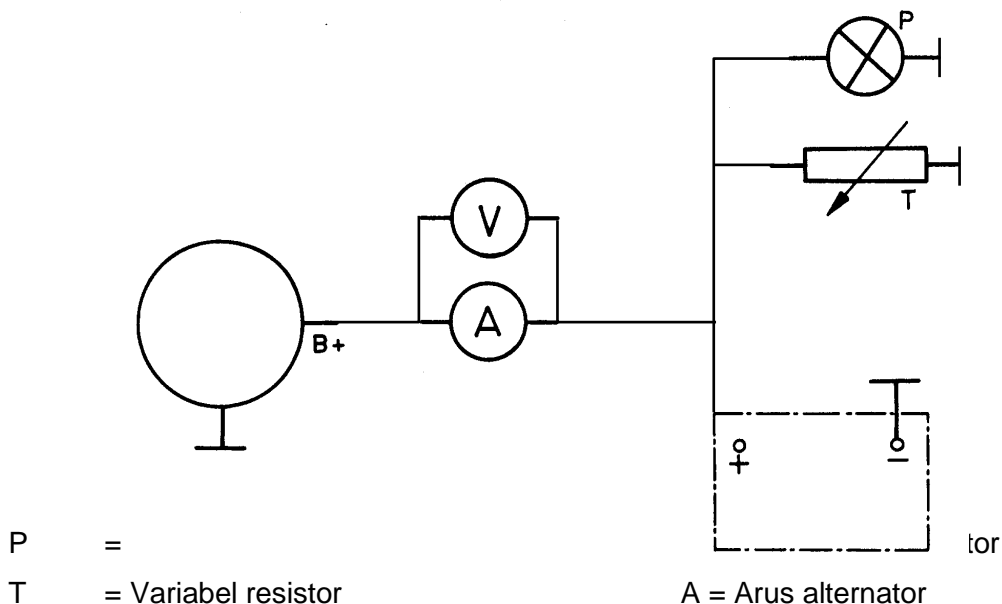 P
T
V
A
B+
+
−
P =
tor
T = Variabel resistor A = Arus alternator